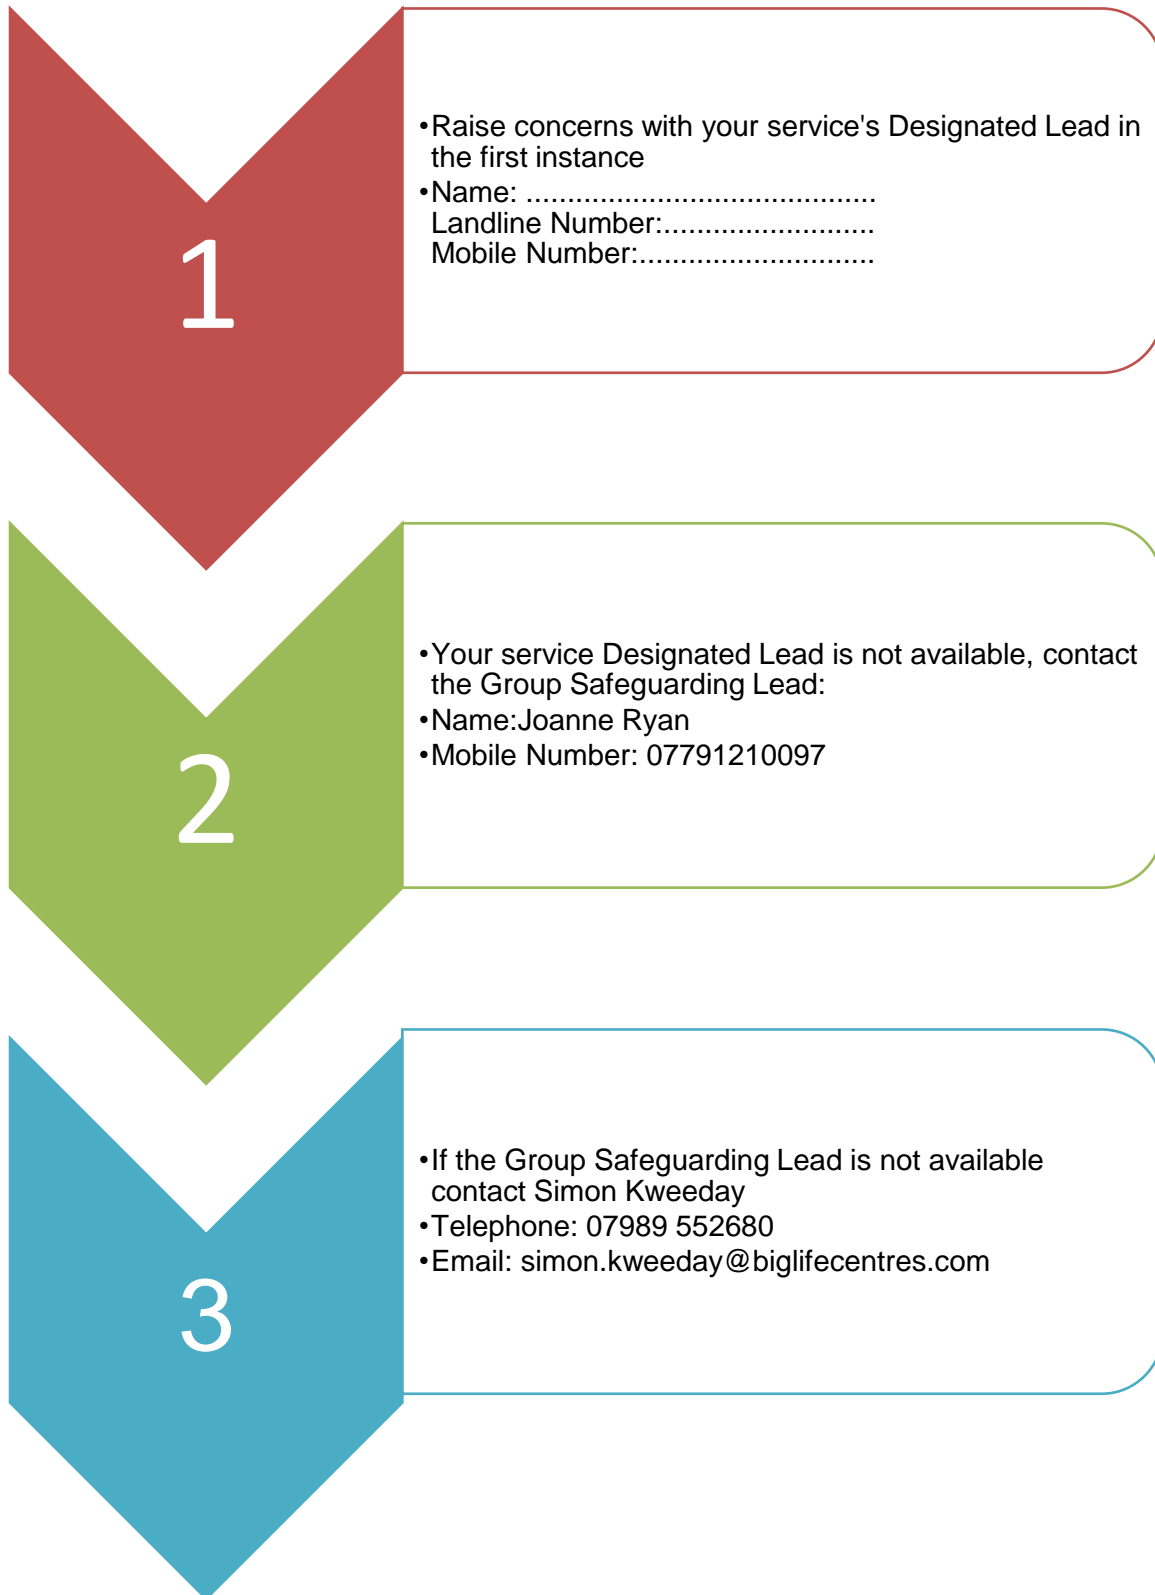 1
•Raise concerns with your service's Designated Lead in
the first instance
•Name: ...........................................
Landline Number:..........................
Mobile Number:.............................
2
•Your service Designated Lead is not available, contact
the Group Safeguarding Lead:
•Name:Joanne Ryan
•Mobile Number: 07791210097
3
•If the Group Safeguarding Lead is not available
contact Simon Kweeday
•Telephone: 07989 552680
•Email: simon.kweeday@biglifecentres.com